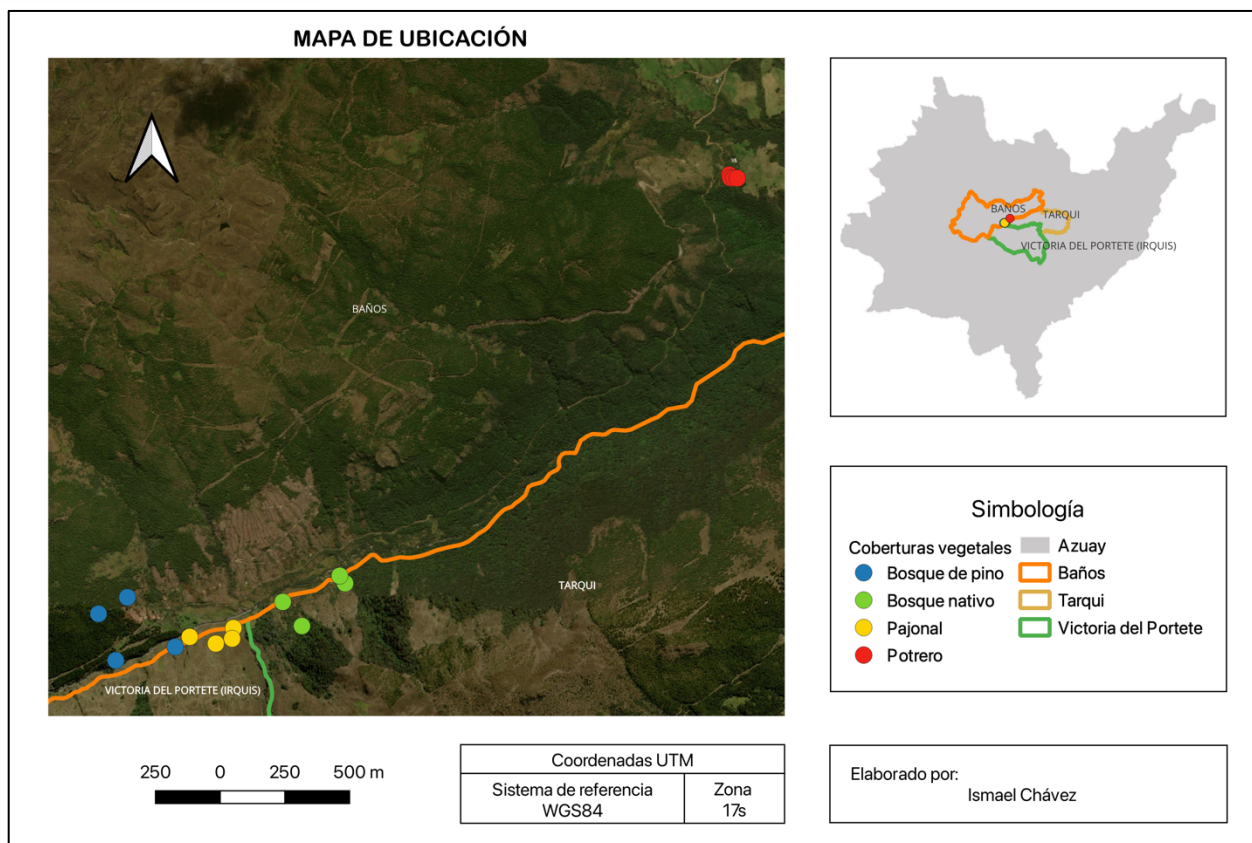 MAPA DE UBICACIÓN
BAÑOS
TARQUI
VICTORIA DEL PORTETE (IRQUIS)
BAÑOS
TARQUI
VICTORIA DEL PORTETE (IRQUIS)
Simbología
Coberturas vegetales
Bosque de pino
Bosque nativo
Pajonal
Potrero
Azuay
Baños
Tarqui
Victoria del Portete
250 0 250 500 m
Coordenadas UTM
Sistema de referencia
WGS84
Zona
17s
Elaborado por:
Ismael Chávez